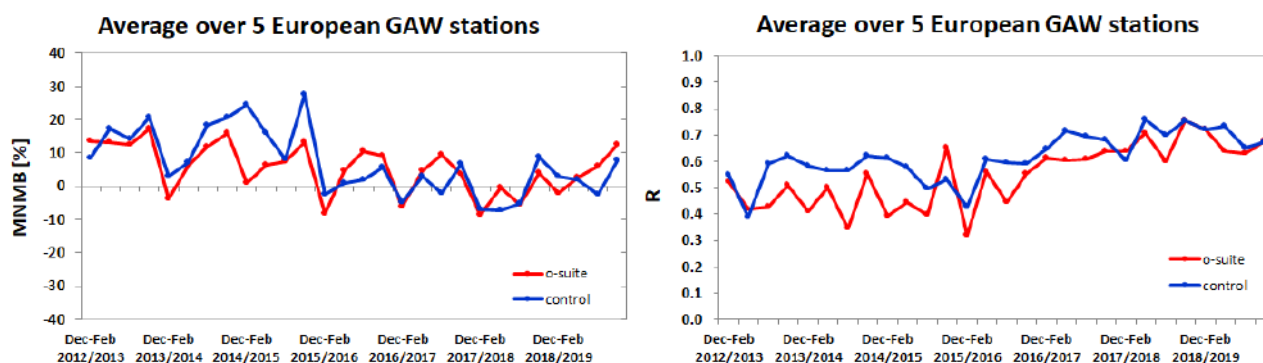 Average over 5 European GAW stations
MNMB [%]
40
30
20
10
0
-10
-20
-30
-40
o-suite
control
Dec-Feb Dec-Feb Dec-Feb Dec-Feb Dec-Feb Dec-Feb Dec-Feb
2012/2013 2013/2014 2014/2015 2015/2016 2016/2017 2017/2018 2018/2019
Average over 5 European GAW stations
R
1.0
0.9
0.8
0.7
0.6
0.5
0.4
0.3
0.2
0.1
0.0
o-suite
control
Dec-Feb Dec-Feb Dec-Feb Dec-Feb Dec-Feb Dec-Feb Dec-Feb
2012/2013 2013/2014 2014/2015 2015/2016 2016/2017 2017/2018 2018/2019